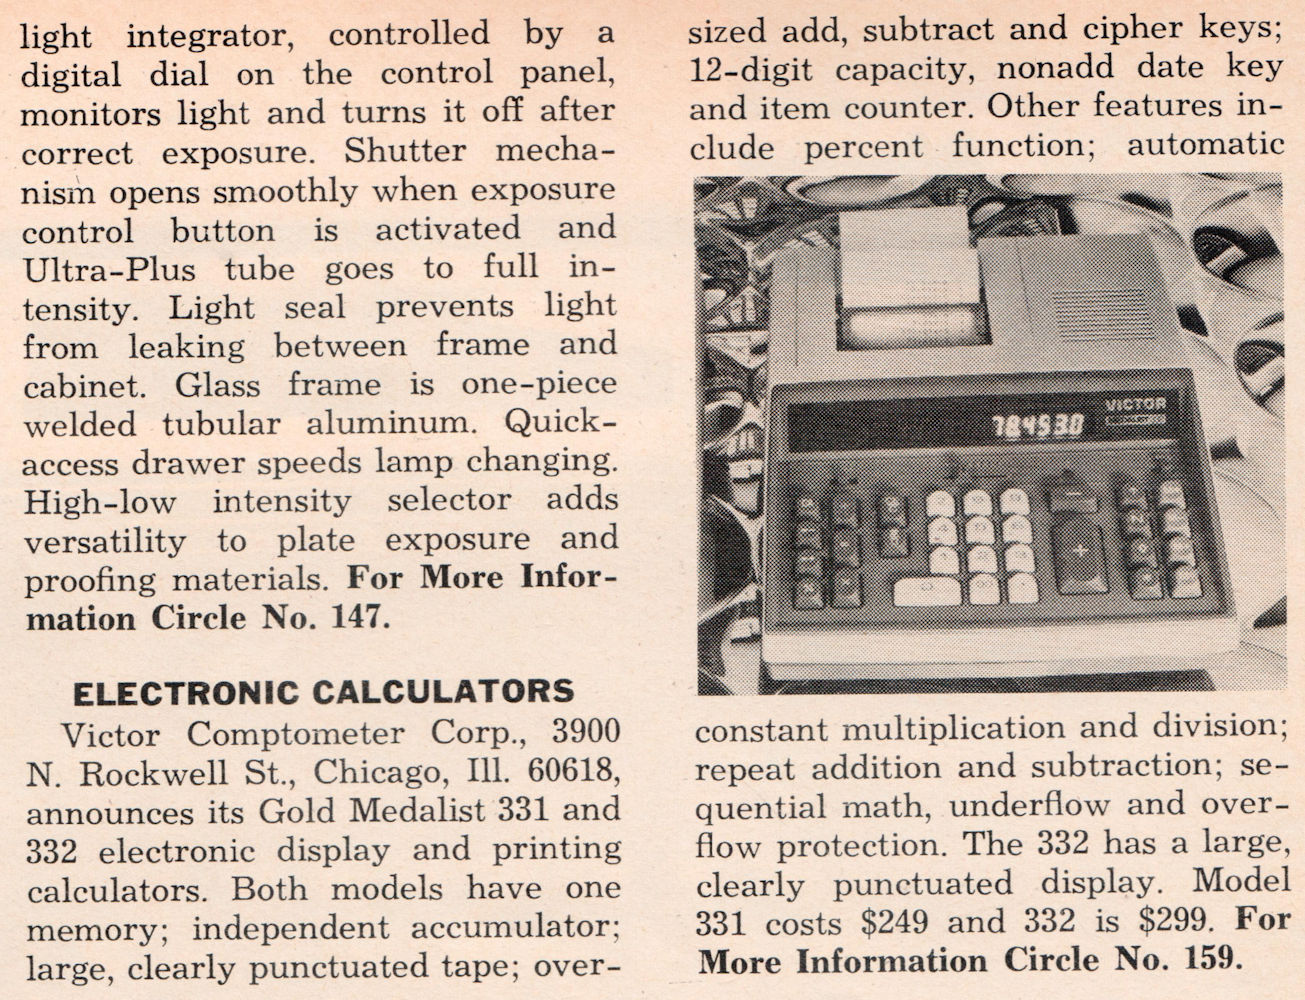 light integrator, controlled by a
digital dial on the control panel,
monitors light and turns it off after
correct exposure. Shutter mecha-
nism opens smoothly when exposure
control button is activated and
Ultra-Plus tube goes to full in-
tensity. Light seal prevents light
from leaking between frame and
cabinet. Glass frame is one-piece
welded tubular aluminum. Quick-
access drawer speeds lamp changing.
High-low intensity selector adds
versatility to plate exposure and
proofing materials. For More Infor-
mation Circle No. 147.
ELECTRONIC CALCULATORS
Victor Comptometer Corp., 3900
N. Rockwell St., Chicago, Ill. 60618,
announces its Gold Medalist 331 and
332 electronic display and printing
calculators. Both models have one
memory; independent accumulator;
large, clearly punctuated tape; over-
sized add, subtract and cipher keys;
12-digit capacity, nonadd date key
and item counter. Other features in-
clude percent function; automatic
VICTOR
constant multiplication and division;
repeat addition and subtraction; se-
quential math, underflow and over-
flow protection. The 332 has a large,
clearly punctuated display. Model
331 costs $249 and 332 is $299. For
More Information Circle No. 159.